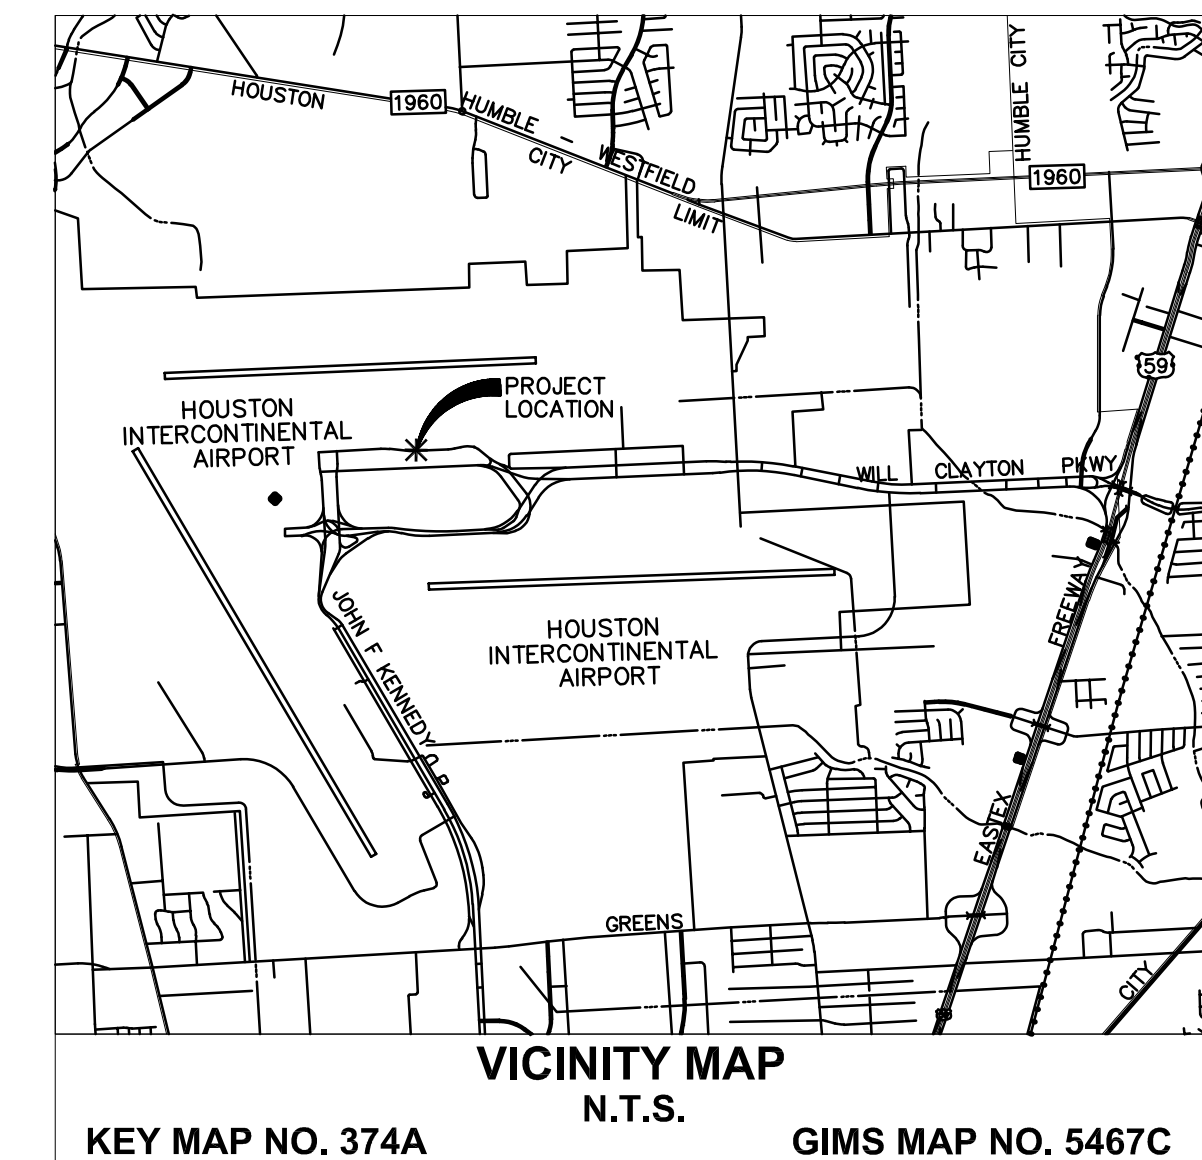 HUMBLE CITY
HOUSTON
1960
HUMBLE - WESTFIELD
CITY
LIMIT
1960
59
PROJECT
LOCATION
HOUSTON
INTERCONTINENTAL
AIRPORT
WILL CLAYTON PKWY
FREEWAY
JOHN F KENNEDY
HOUSTON
INTERCONTINENTAL
AIRPORT
EASTEX
GREENS
CITY
VICINITY MAP
N.T.S.
KEY MAP NO. 374A
GIMS MAP NO. 5467C